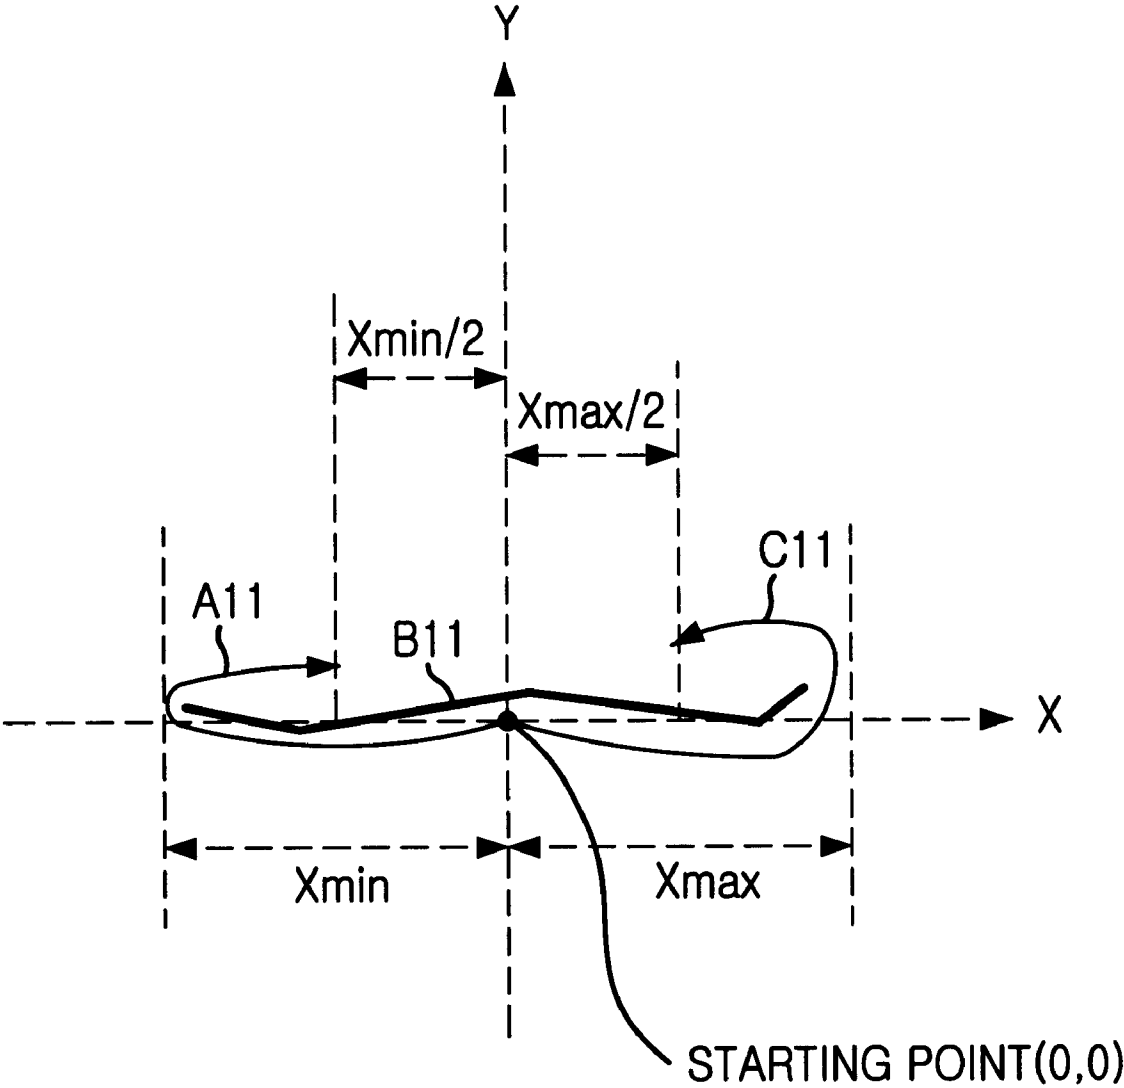 Y
Xmin/2
Xmax/2
C11
A11
B11
X
Xmin
Xmax
STARTING POINT(0,0)